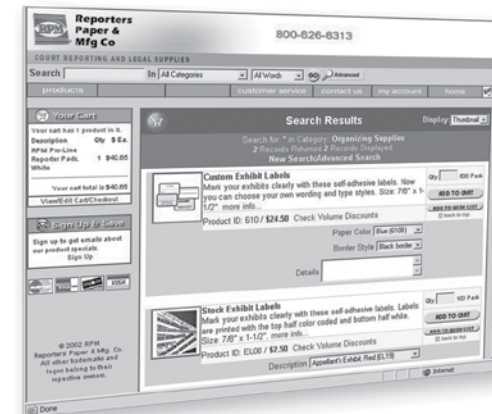 Reporters
Paper &
Mfg Co
RPM
800-626-6313
COURT REPORTING AND LEGAL SUPPLIES
Search In All Categories All Words GO Advanced
products customer service contact us my account home
Your Cart
Your cart has 1 product in it.
Description Qty $ Ea.
RPM Pro-Line
Reporter Pads, 1 $40.65
White
Your cart total is $40.65
View/Edit Cart/Checkout
Sign Up & Save
Sign up to get emails about
our product specials.
Sign Up
VISA
© 2002 RPM
Reporters Paper & Mfg. Co.
All other trademarks and
logos belong to their
respective owners.
Search Results
Display: Thumbnail
Search for '' in Category Organizing Supplies
2 Records Returned 2 Records Displayed
New Search|Advanced Search
Custom Exhibit Labels
Mark your exhibits clearly with these self-adhesive labels. Now
you can choose your own wording and type styles. Size: 7/8" x 1-
1/2". more info...
Product ID: 610 / $24.50 Check Volume Discounts
Paper Color Blue (610B)
Border Style Black border
Details
Qty 100 Pack
ADD TO CART
ADD TO WISH LIST
back to top
Stock Exhibit Labels
Mark your exhibits clearly with these self-adhesive labels. Labels
are printed with the top half color coded and bottom half white.
Size: 7/8" x 1-1/2". more info...
Product ID: EL00 / $2.50 Check Volume Discounts
Description Appellant's Exhibit Red (EL19)
Qty 100 Pack
ADD TO CART
ADD TO WISH LIST
back to top
Done
Internet